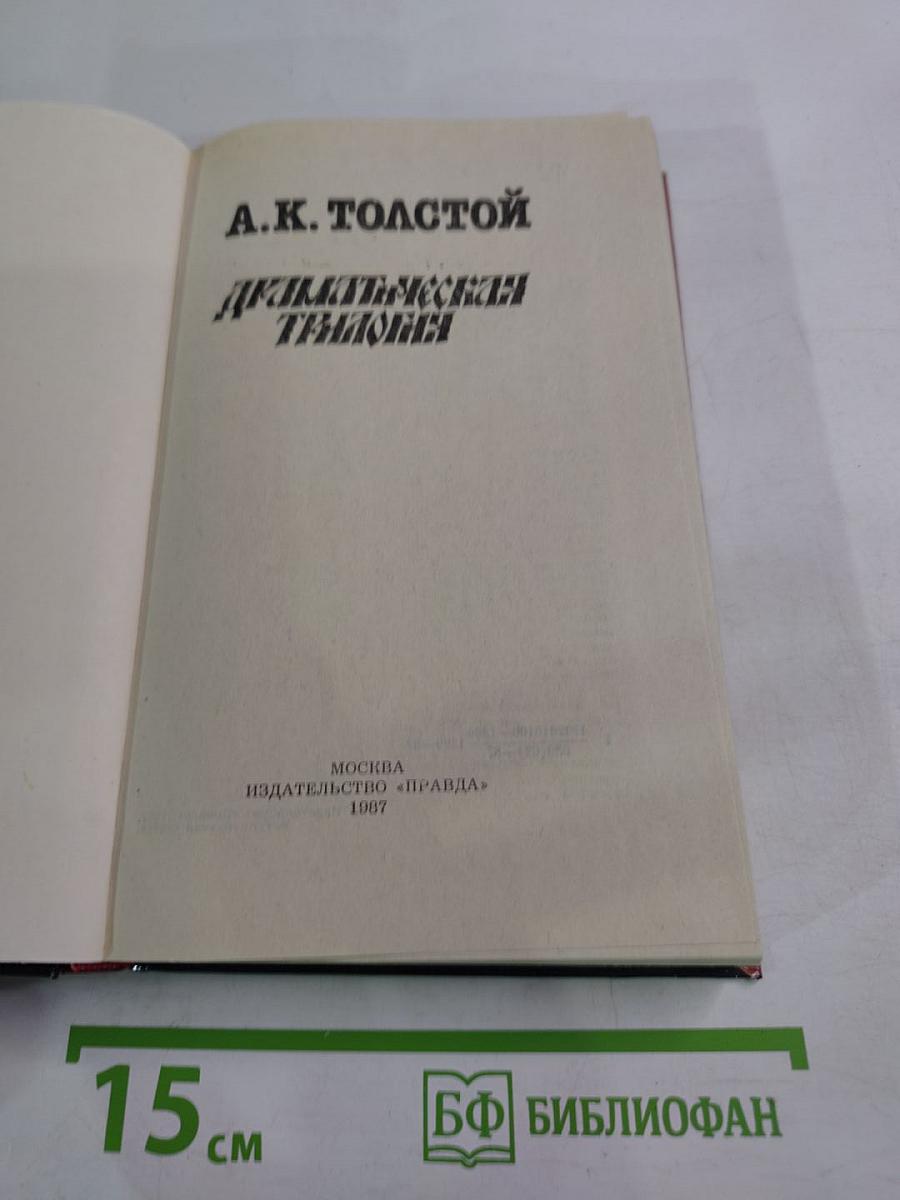 А.К. ТОЛСТОЙ
ДРАМАТИЧЕСКАЯ
ТРИЛОГИЯ
МОСКВА
ИЗДАТЕЛЬСТВО «ПРАВДА»
1987
15 см
БФ БИБЛИОФАН